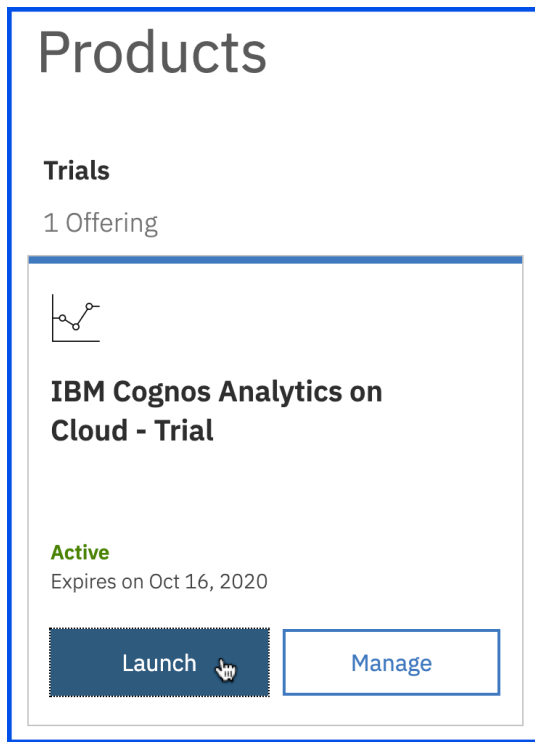 Products
Trials
1 Offering
IBM Cognos Analytics on
Cloud - Trial
Active
Expires on Oct 16, 2020
Launch
Manage